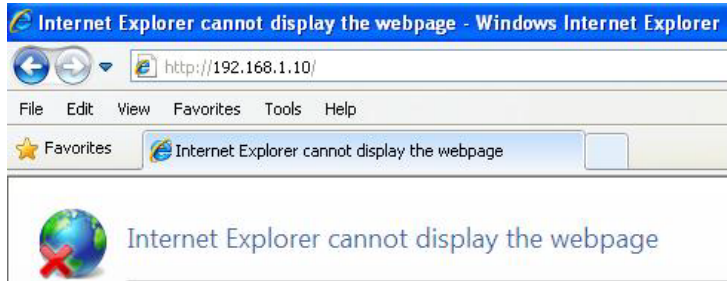 Internet Explorer cannot display the webpage - Windows Internet Explorer
http://192.168.1.10/
File Edit View Favorites Tools Help
Favorites Internet Explorer cannot display the webpage
Internet Explorer cannot display the webpage